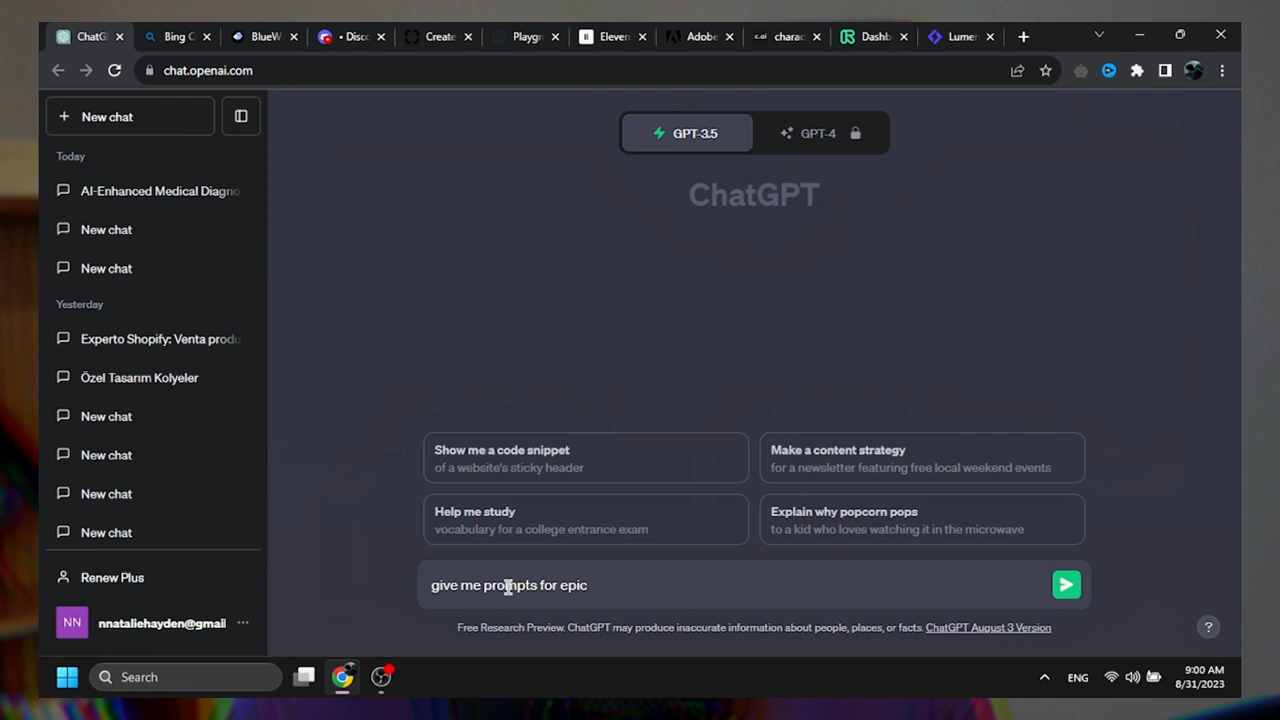 ChatG
Bing C
BlueW
• Disco
Create
Playgr
Eleven
Adobe
c.ai charac
Dashb
Lumer
chat.openai.com
New chat
Today
AI-Enhanced Medical Diagno
New chat
New chat
Yesterday
Experto Shopify: Venta produ
Özel Tasarım Kolyeler
New chat
New chat
New chat
New chat
Renew Plus
NN nnataliehayden@gmail
GPT-3.5
GPT-4
ChatGPT
Show me a code snippet
of a website's sticky header
Make a content strategy
for a newsletter featuring free local weekend events
Help me study
vocabulary for a college entrance exam
Explain why popcorn pops
to a kid who loves watching it in the microwave
give me prompts for epic
Free Research Preview. ChatGPT may produce inaccurate information about people, places, or facts. ChatGPT August 3 Version
?
Search
ENG
9:00 AM
8/31/2023